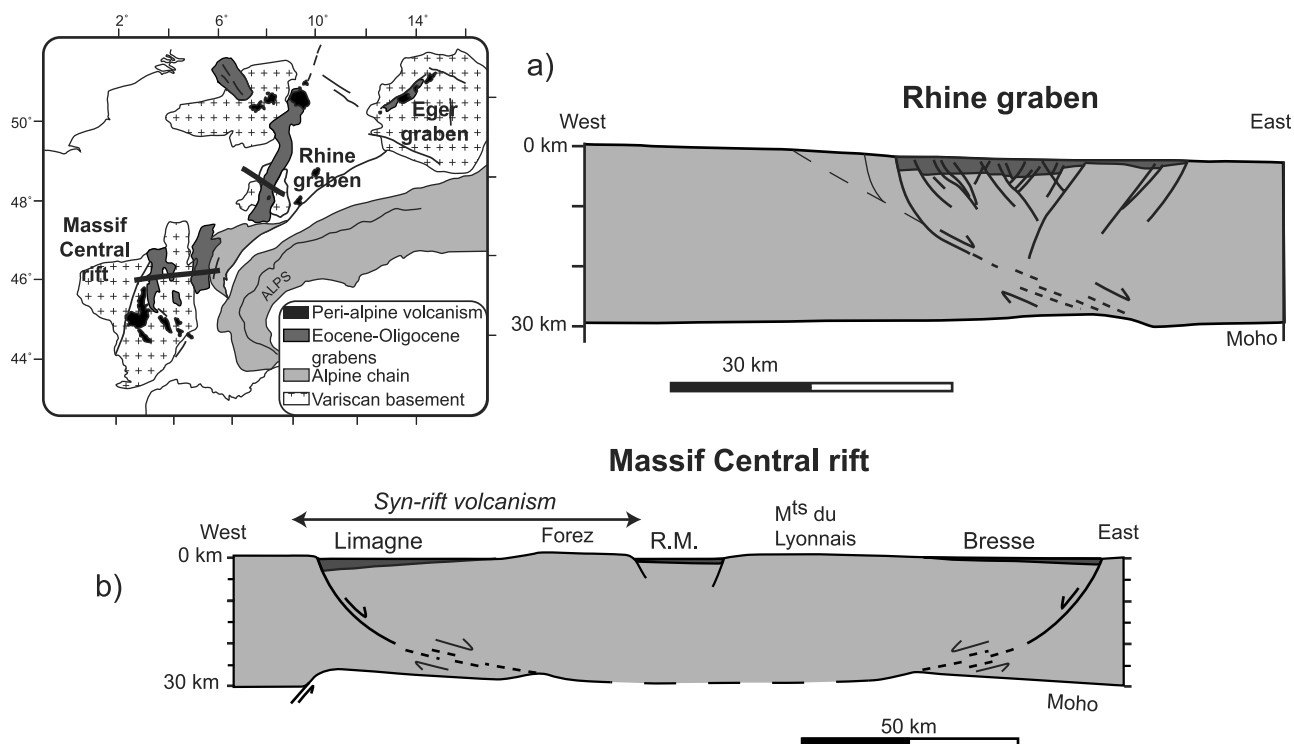 2° 6° 10° 14°
50°
48°
46°
44°
Eger
graben
Rhine
graben
Massif
Central
rift
ALPS
Peri-alpine volcanism
Eocene-Oligocene
grabens
Alpine chain
Variscan basement
a)
Rhine graben
West
East
0 km
30 km
Moho
30 km
Massif Central rift
Syn-rift volcanism
West
Limagne
Forez
R.M.
Mts du
Lyonnais
Bresse
East
0 km
b)
30 km
Moho
50 km